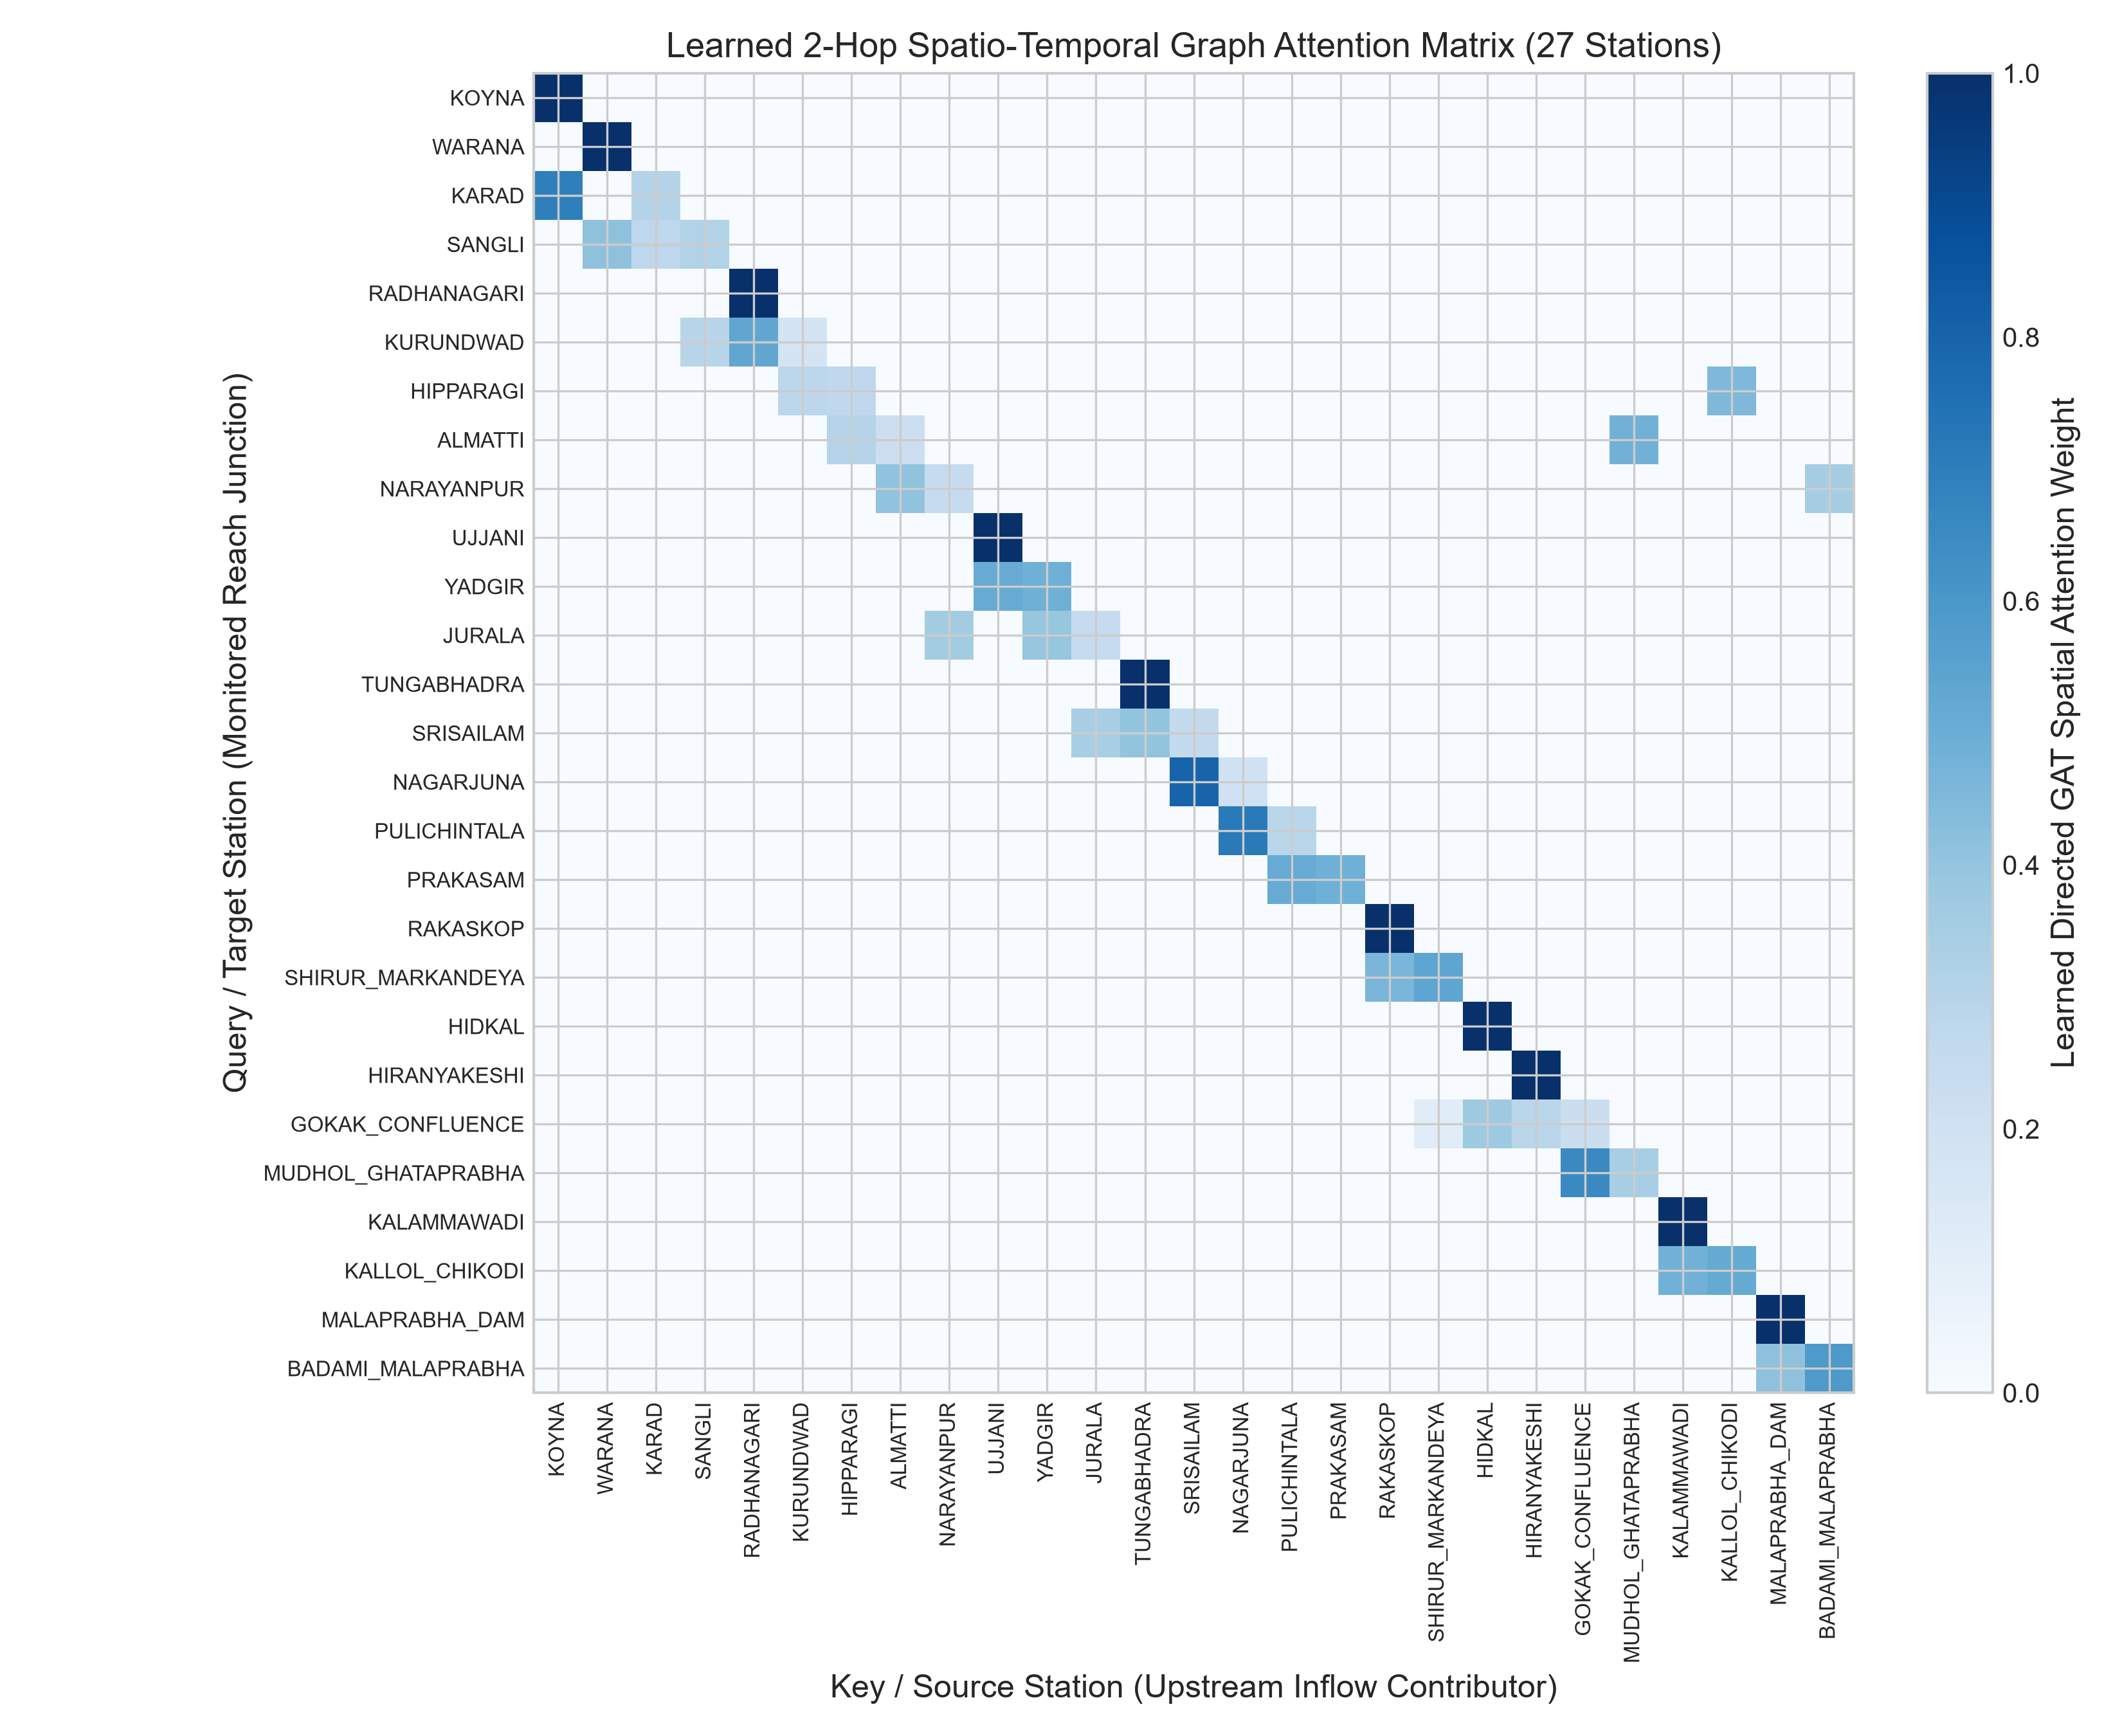 Learned 2-Hop Spatio-Temporal Graph Attention Matrix (27 Stations)
Query / Target Station (Monitored Reach Junction)
KOYNA
WARANA
KARAD
SANGLI
RADHANAGARI
KURUNDWAD
HIPPARAGI
ALMATTI
NARAYANPUR
UJJANI
YADGIR
JURALA
TUNGABHADRA
SRISAILAM
NAGARJUNA
PULICHINTALA
PRAKASAM
RAKASKOP
SHIRUR_MARKANDEYA
HIDKAL
HIRANYAKESHI
GOKAK_CONFLUENCE
MUDHOL_GHATAPRABHA
KALAMMAWADI
KALLOL_CHIKODI
MALAPRABHA_DAM
BADAMI_MALAPRABHA
KOYNA
WARANA
KARAD
SANGLI
RADHANAGARI
KURUNDWAD
HIPPARAGI
ALMATTI
NARAYANPUR
UJJANI
YADGIR
JURALA
TUNGABHADRA
SRISAILAM
NAGARJUNA
PULICHINTALA
PRAKASAM
RAKASKOP
SHIRUR_MARKANDEYA
HIDKAL
HIRANYAKESHI
GOKAK_CONFLUENCE
MUDHOL_GHATAPRABHA
KALAMMAWADI
KALLOL_CHIKODI
MALAPRABHA_DAM
BADAMI_MALAPRABHA
Key / Source Station (Upstream Inflow Contributor)
1.0
0.8
0.6
0.4
0.2
0.0
Learned Directed GAT Spatial Attention Weight